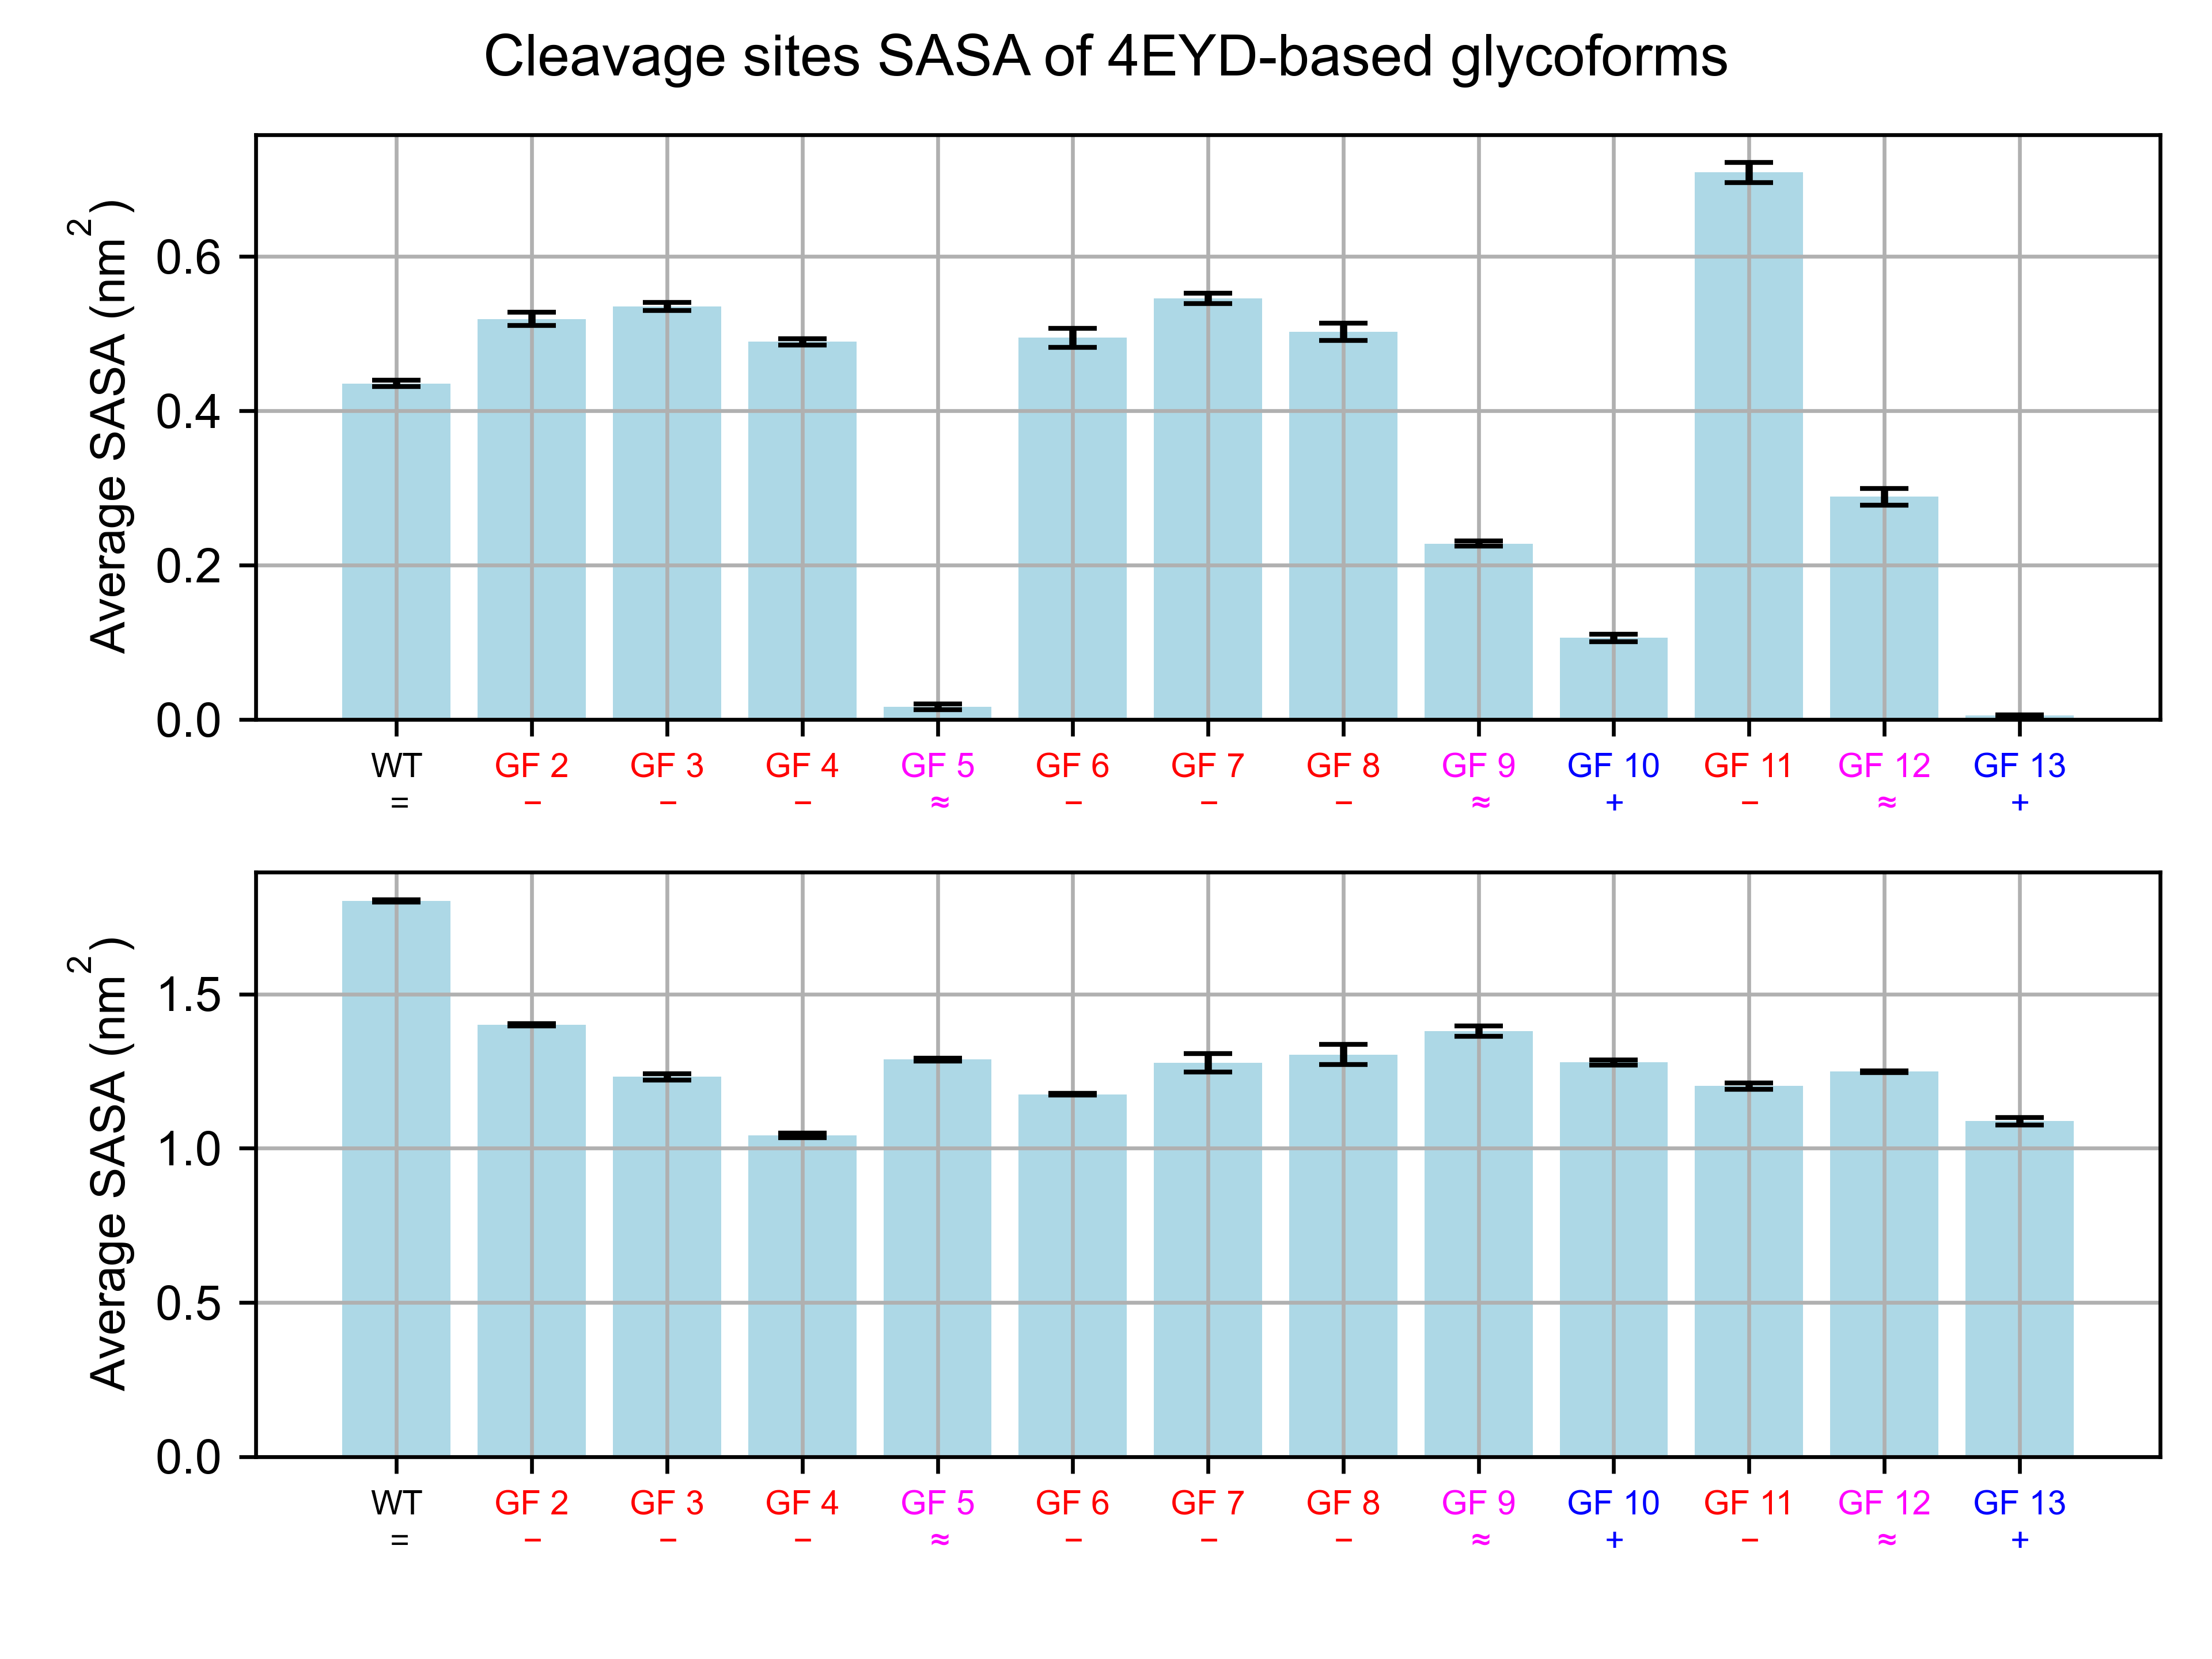 Cleavage sites SASA of 4EYD-based glycoforms
Average SASA (nm²)
0.6
0.4
0.2
0.0
WT GF 2 GF 3 GF 4 GF 5 GF 6 GF 7 GF 8 GF 9 GF 10 GF 11 GF 12 GF 13
= − − − ≈ − − − ≈ + − ≈ +
Average SASA (nm²)
1.5
1.0
0.5
0.0
WT GF 2 GF 3 GF 4 GF 5 GF 6 GF 7 GF 8 GF 9 GF 10 GF 11 GF 12 GF 13
= − − − ≈ − − − ≈ + − ≈ +